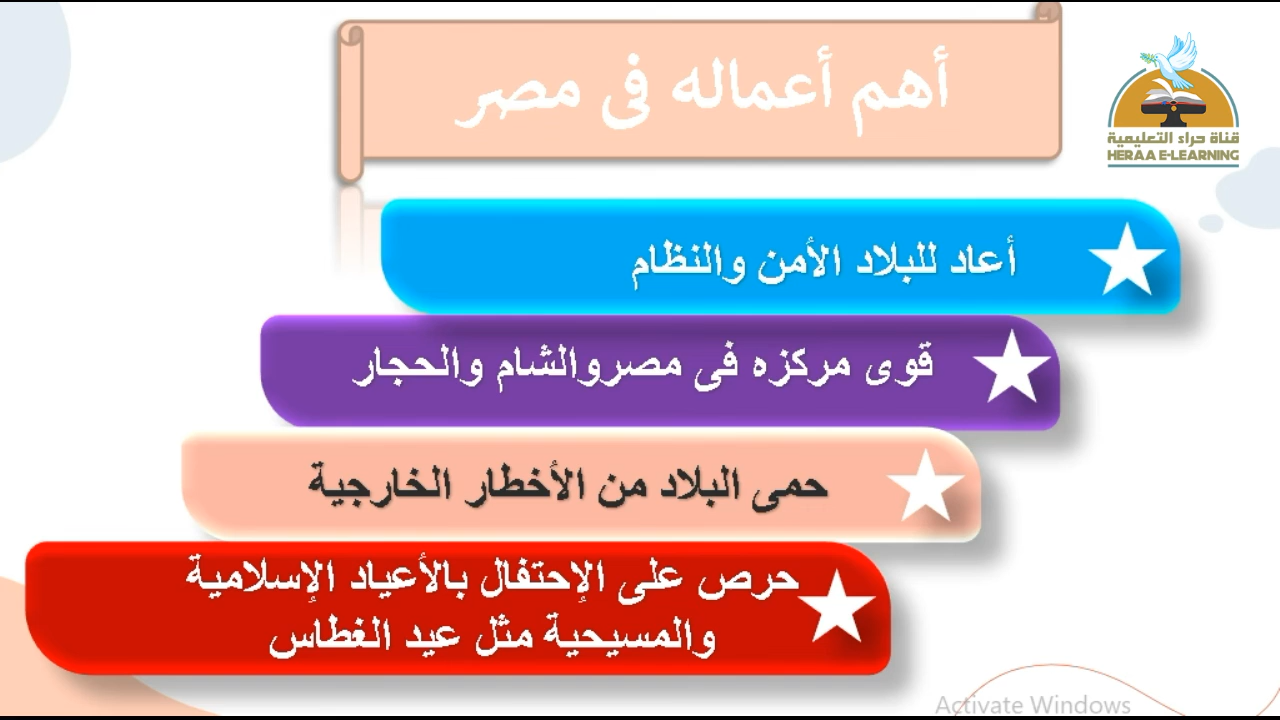 أهم أعماله فى مصر
قناة حراء التعليمية
HERAA E-LEARNING
أعاد للبلاد الأمن والنظام
قوى مركزه فى مصروالشام والحجار
حمى البلاد من الأخطار الخارجية
حرص على الإحتفال بالأعياد الإسلامية
والمسيحية مثل عيد الغطاس
Activate Windows